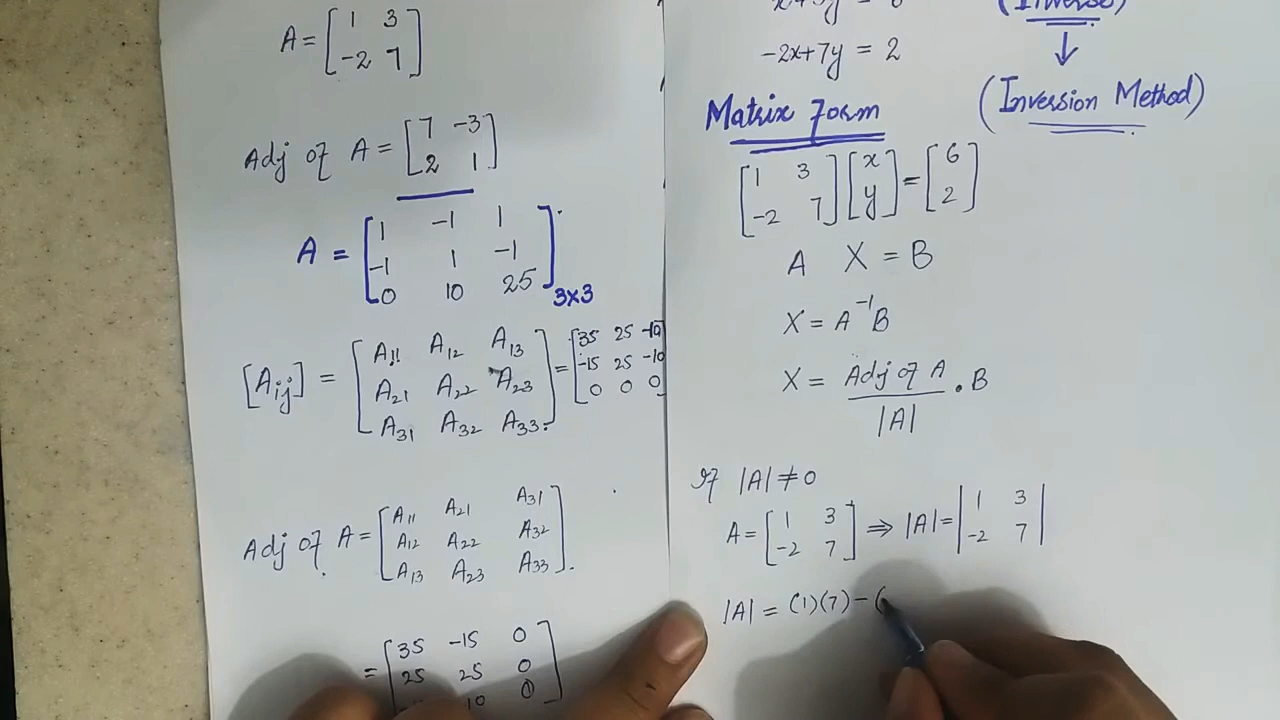 A = [1 3
-2 7]
Adj of A = [7 -3
2 1]
A = [1 -1 1
-1 1 -1
0 10 25] 3x3
[Aij] = [A11 A12 A13
A21 A22 A23
A31 A32 A33] = [35 25 -10
-15 25 -10
0 0 0]
Adj of A = [A11 A21 A31
A12 A22 A32
A13 A23 A33].
= [35 -15 0
25 25 0
10 0]
-2x+7y = 2
(Inverse)
↓
(Inversion Method)
Matrix Form
[1 3
-2 7] [x
y] = [6
2]
A X = B
X = A⁻¹B
X = Adj of A / |A| . B
If |A| ≠ 0
A = [1 3
-2 7] ⇒ |A| = |1 3
-2 7|
|A| = (1)(7) - (